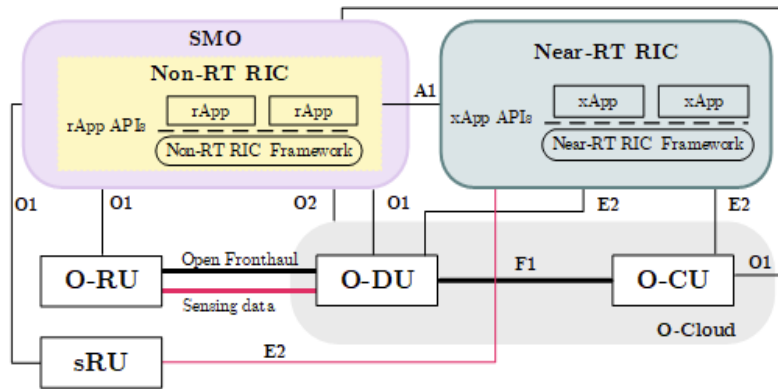 SMO
Non-RT RIC
rApp APIs
rApp
rApp
Non-RT RIC Framework
A1
Near-RT RIC
xApp APIs
xApp
xApp
Near-RT RIC Framework
O1
O1
O2
O1
E2
E2
O-RU
Open Fronthaul
Sensing data
O-DU
F1
O-CU
O1
O-Cloud
sRU
E2